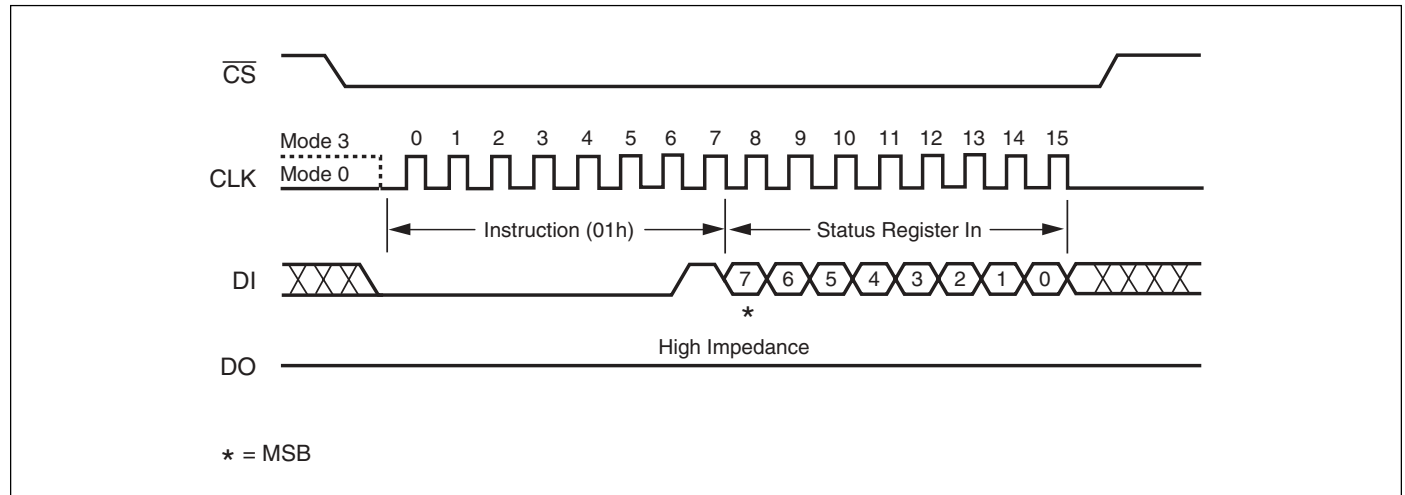 CS
Mode 3
0 1 2 3 4 5 6 7 8 9 10 11 12 13 14 15
CLK
Mode 0
Instruction (01h)
Status Register In
DI
7 6 5 4 3 2 1 0
*
High Impedance
DO
* = MSB